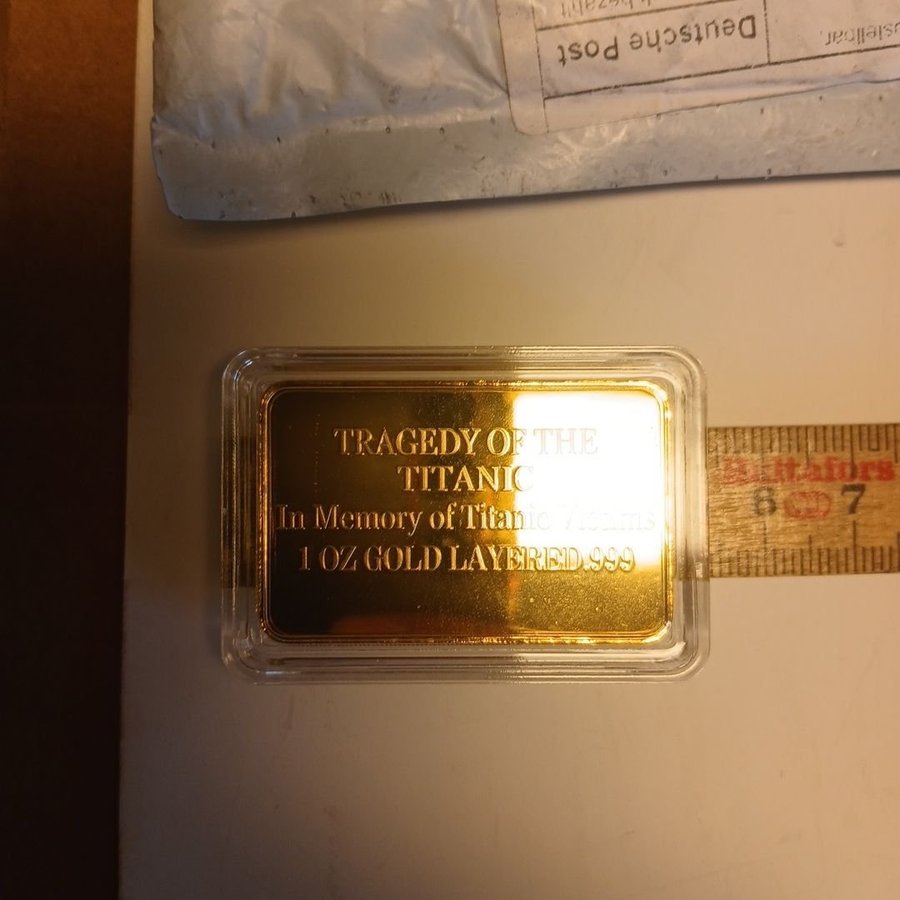 Deutsche Post
TRAGEDY OF THE
TITANIC
In Memory of Titanic Victims
1 OZ GOLD LAYERED.999
Hultafors
6 7